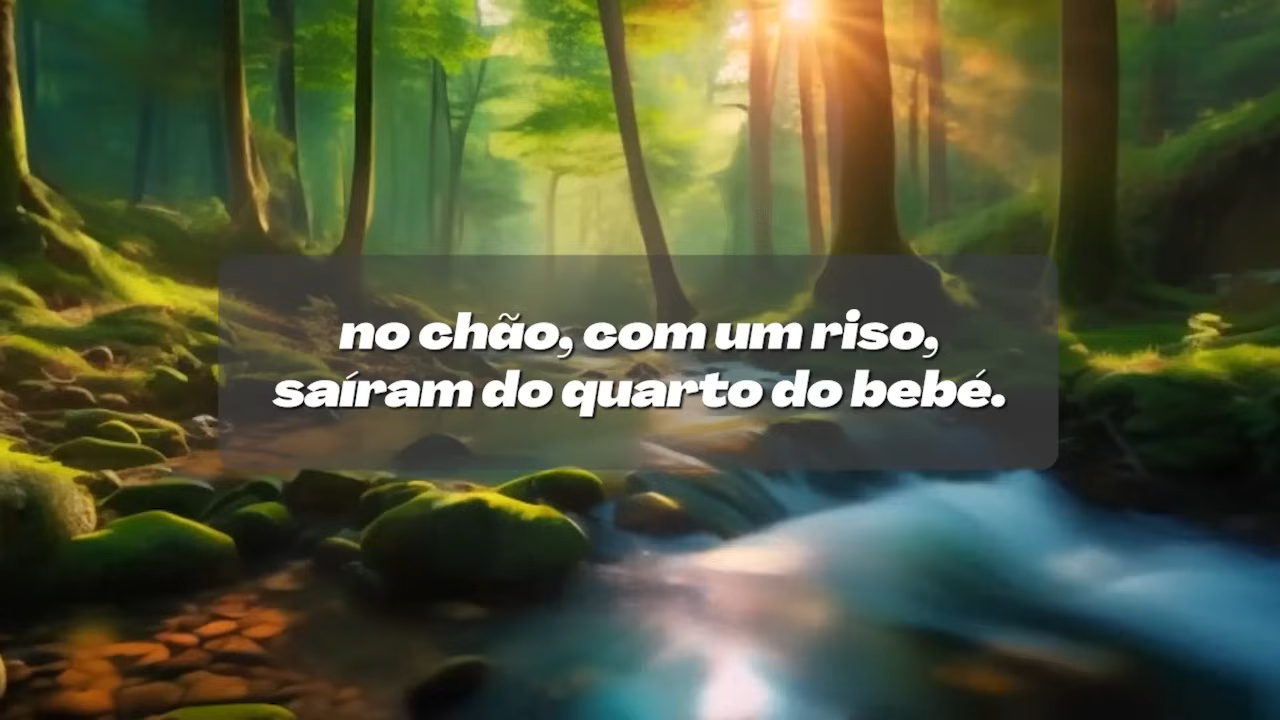 no chão, com um riso,
saíram do quarto do bebé.